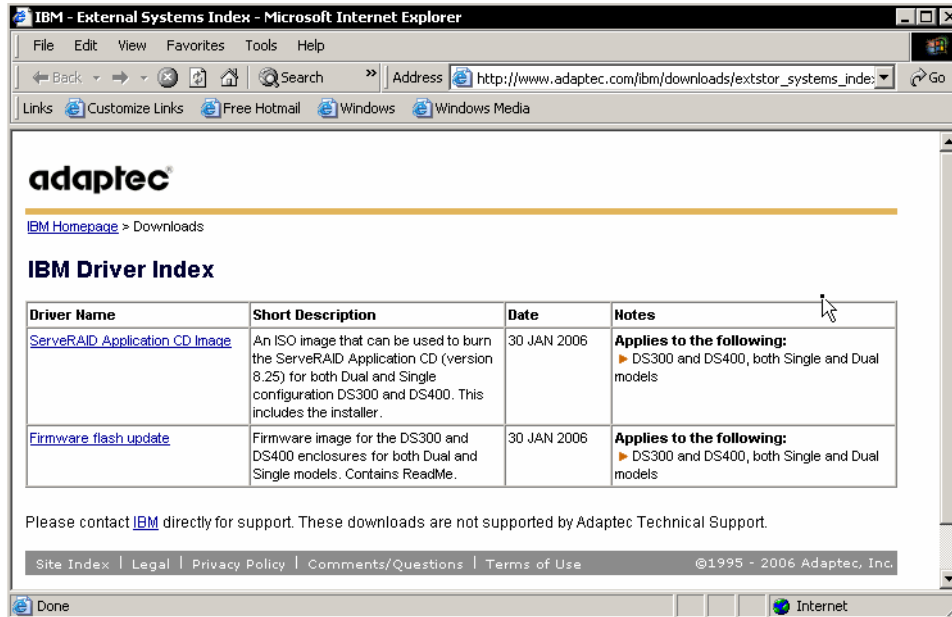 IBM - External Systems Index - Microsoft Internet Explorer
File Edit View Favorites Tools Help
Back Search » Address http://www.adaptec.com/ibm/downloads/extstor_systems_index Go
Links Customize Links Free Hotmail Windows Windows Media
adaptec®
IBM Homepage > Downloads
IBM Driver Index
Driver Name Short Description Date Notes
ServeRAID Application CD Image
An ISO image that can be used to burn
the ServeRAID Application CD (version
8.25) for both Dual and Single
configuration DS300 and DS400. This
includes the installer.
30 JAN 2006
Applies to the following:
DS300 and DS400, both Single and Dual
models
Firmware flash update
Firmware image for the DS300 and
DS400 enclosures for both Dual and
Single models. Contains ReadMe.
30 JAN 2006
Applies to the following:
DS300 and DS400, both Single and Dual
models
Please contact IBM directly for support. These downloads are not supported by Adaptec Technical Support.
Site Index | Legal | Privacy Policy | Comments/Questions | Terms of Use ©1995 - 2006 Adaptec, Inc.
Done Internet